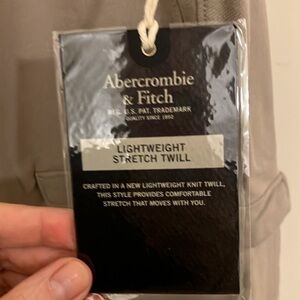 Abercrombie
& Fitch
REG. U.S. PAT. TRADEMARK
QUALITY SINCE 1892
LIGHTWEIGHT
STRETCH TWILL
CRAFTED IN A NEW LIGHTWEIGHT KNIT TWILL,
THIS STYLE PROVIDES COMFORTABLE
STRETCH THAT MOVES WITH YOU.